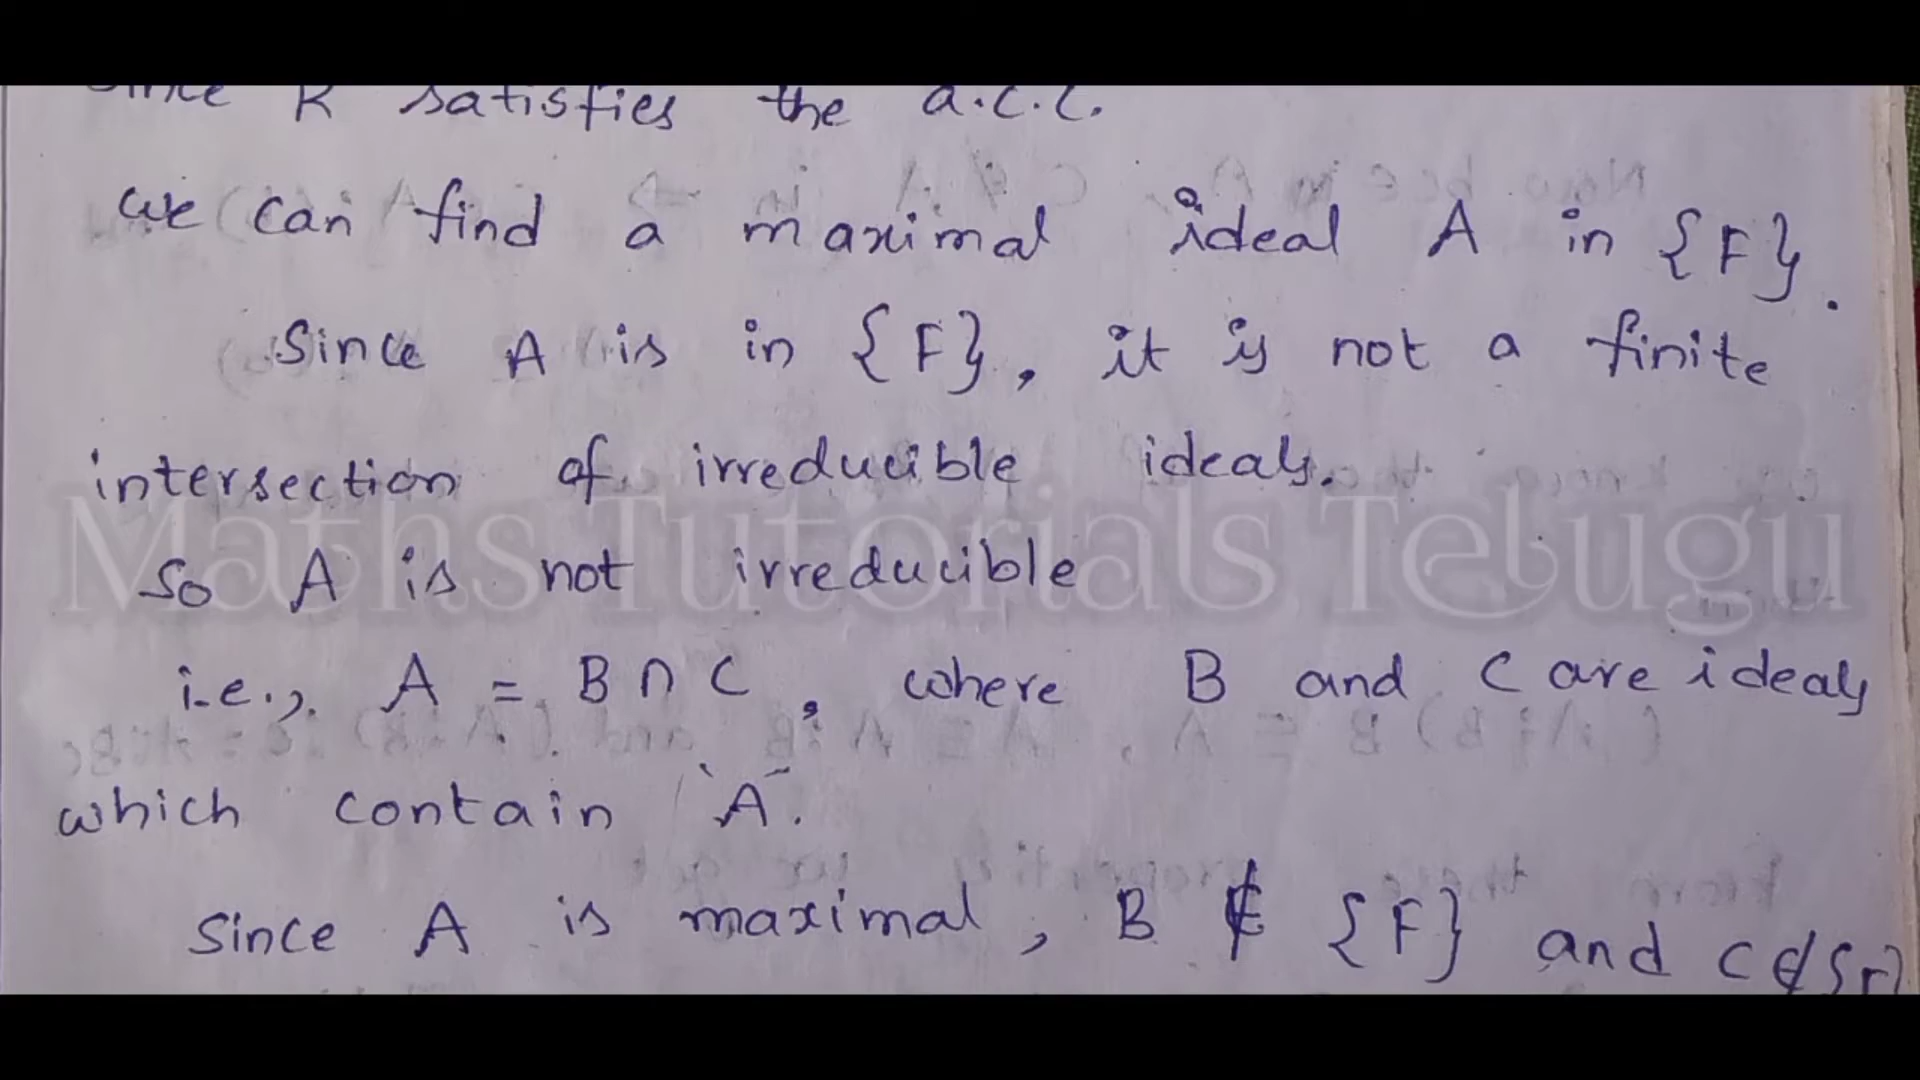 Since R satisfies the a.c.c.
we can find a maximal ideal A in {F}.
Since A is in {F}, it is not a finite
intersection of irreducible ideals.
Maths Tutorials Telugu
So A is not irreducible
i.e., A = B ∩ C, where B and C are ideals
which contain A.
Since A is maximal, B ∉ {F} and C ∉ {F}